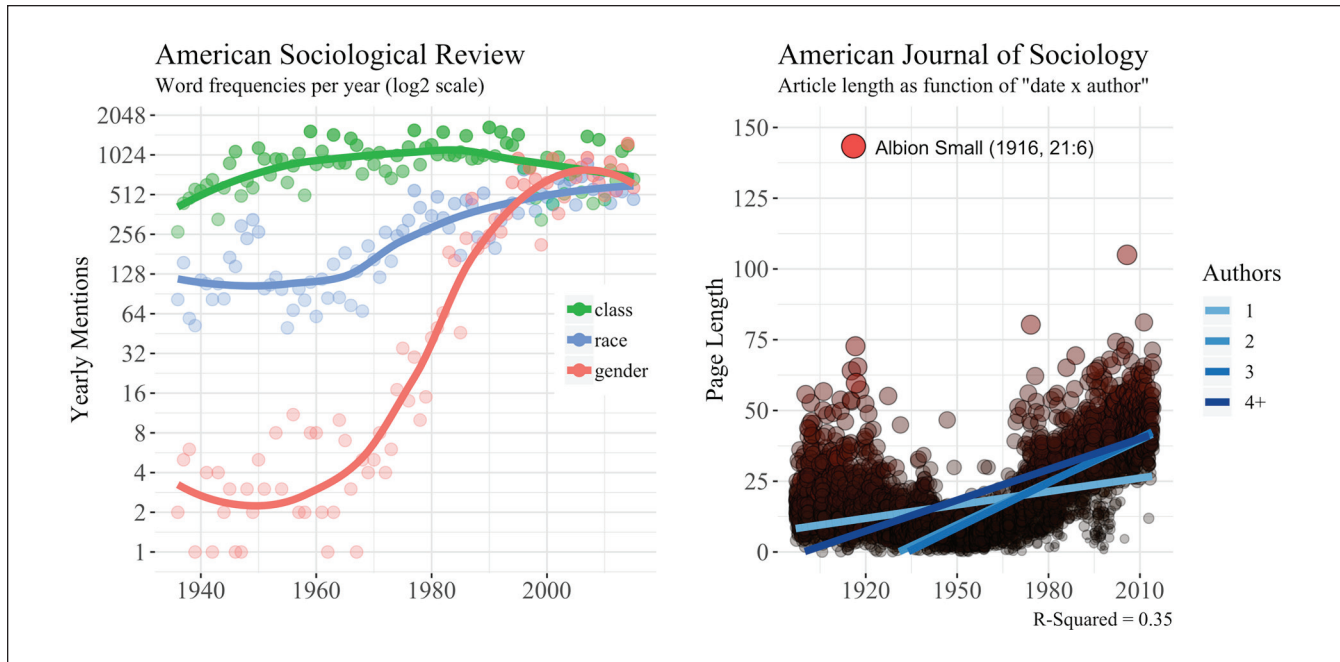 American Sociological Review
Word frequencies per year (log2 scale)
Yearly Mentions
2048
1024
512
256
128
64
32
16
8
4
2
1
1940
1960
1980
2000
class
race
gender
American Journal of Sociology
Article length as function of "date x author"
Page Length
150
125
100
75
50
25
0
1920
1950
1980
2010
Albion Small (1916, 21:6)
Authors
1
2
3
4+
R-Squared = 0.35